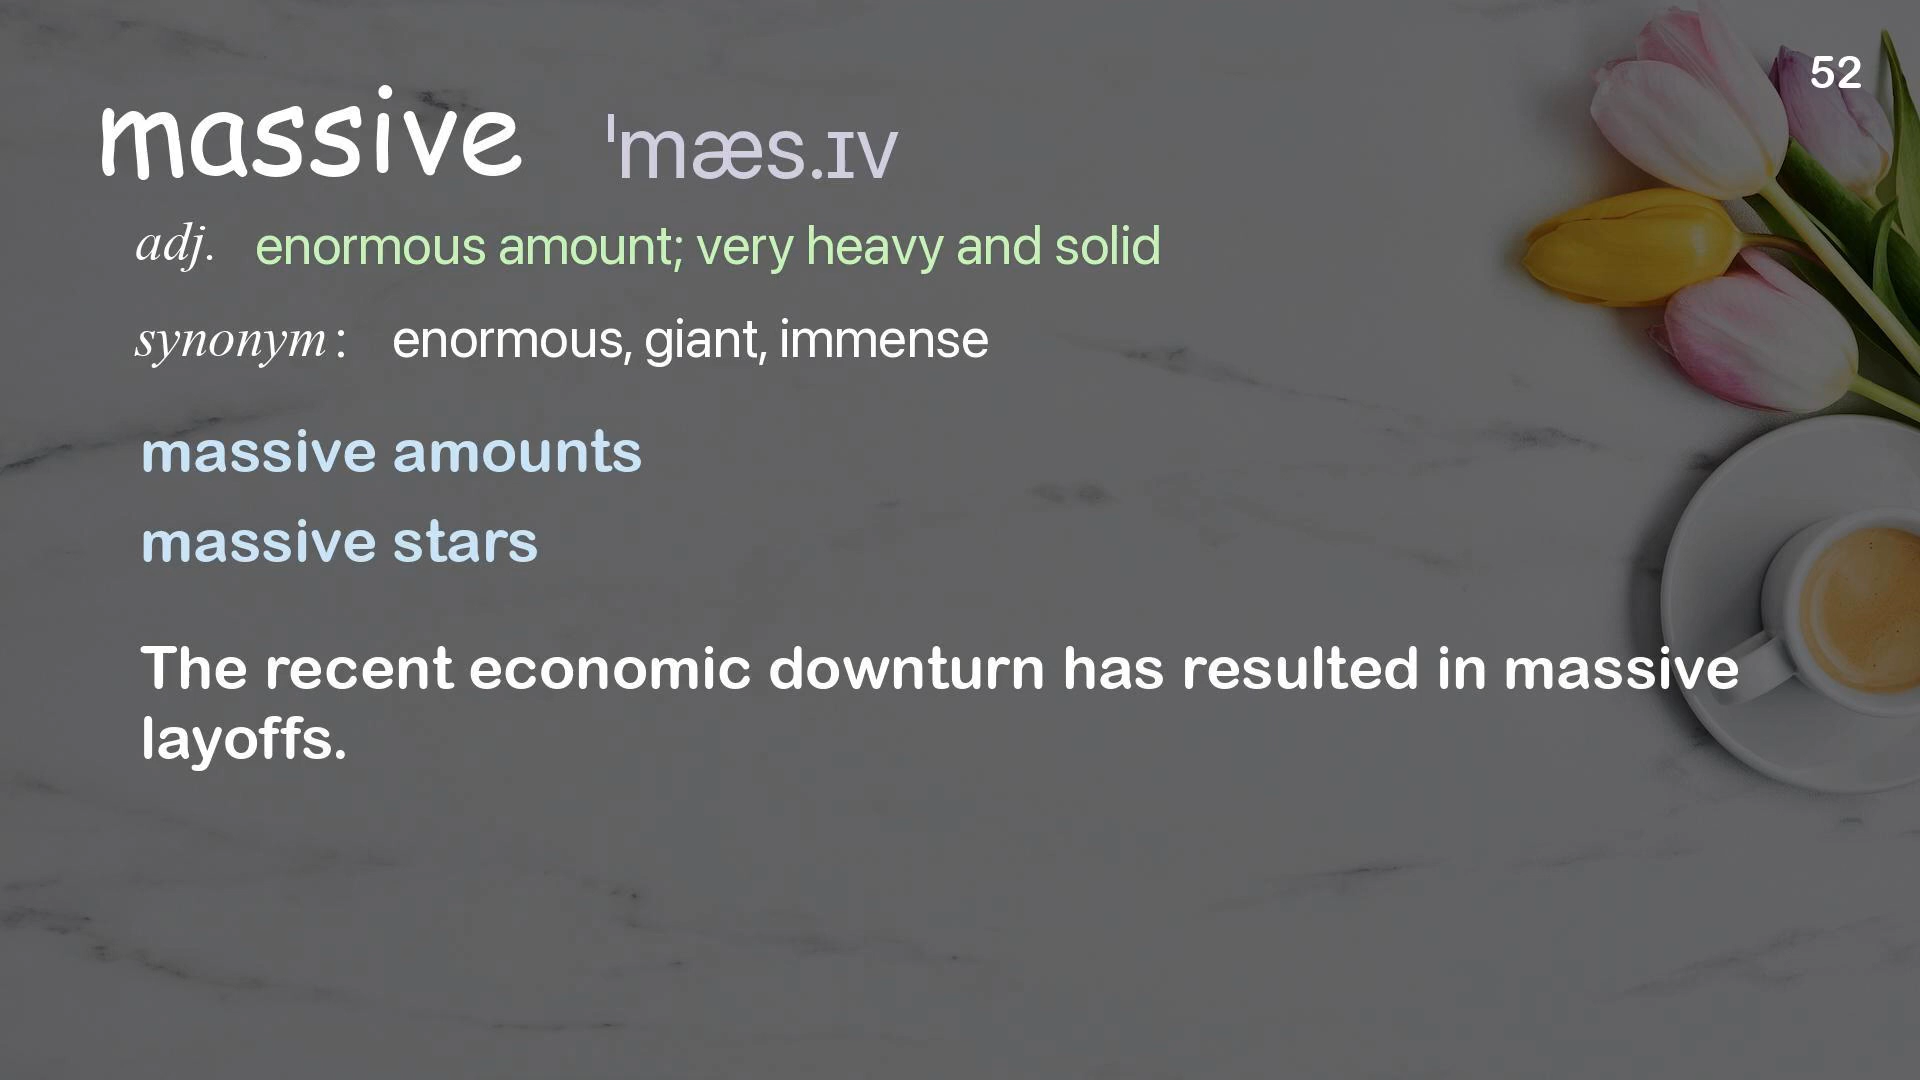 52
massive ˈmæs.ɪv
adj. enormous amount; very heavy and solid
synonym: enormous, giant, immense
massive amounts
massive stars
The recent economic downturn has resulted in massive
layoffs.